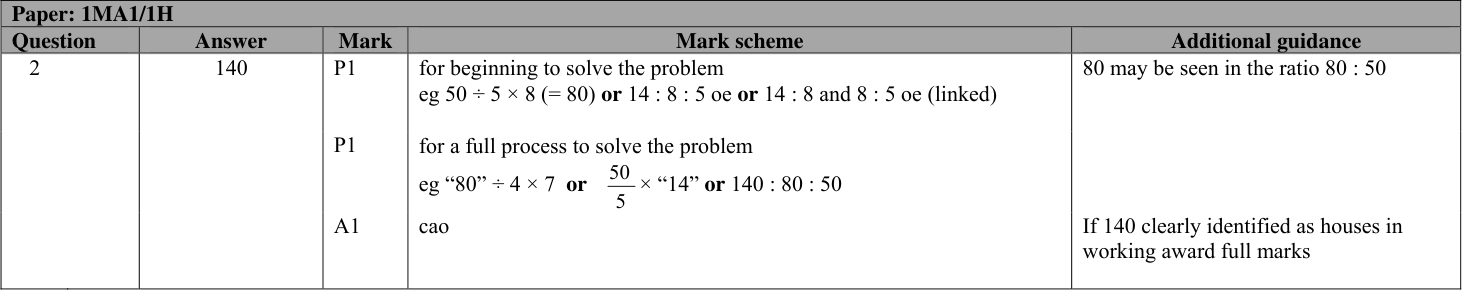 Paper: 1MA1/1H
Question Answer Mark Mark scheme Additional guidance
2 140 P1 for beginning to solve the problem 80 may be seen in the ratio 80 : 50
eg 50 ÷ 5 × 8 (= 80) or 14 : 8 : 5 oe or 14 : 8 and 8 : 5 oe (linked)
P1 for a full process to solve the problem
eg “80” ÷ 4 × 7 or 50/5 × “14” or 140 : 80 : 50
A1 cao If 140 clearly identified as houses in
working award full marks